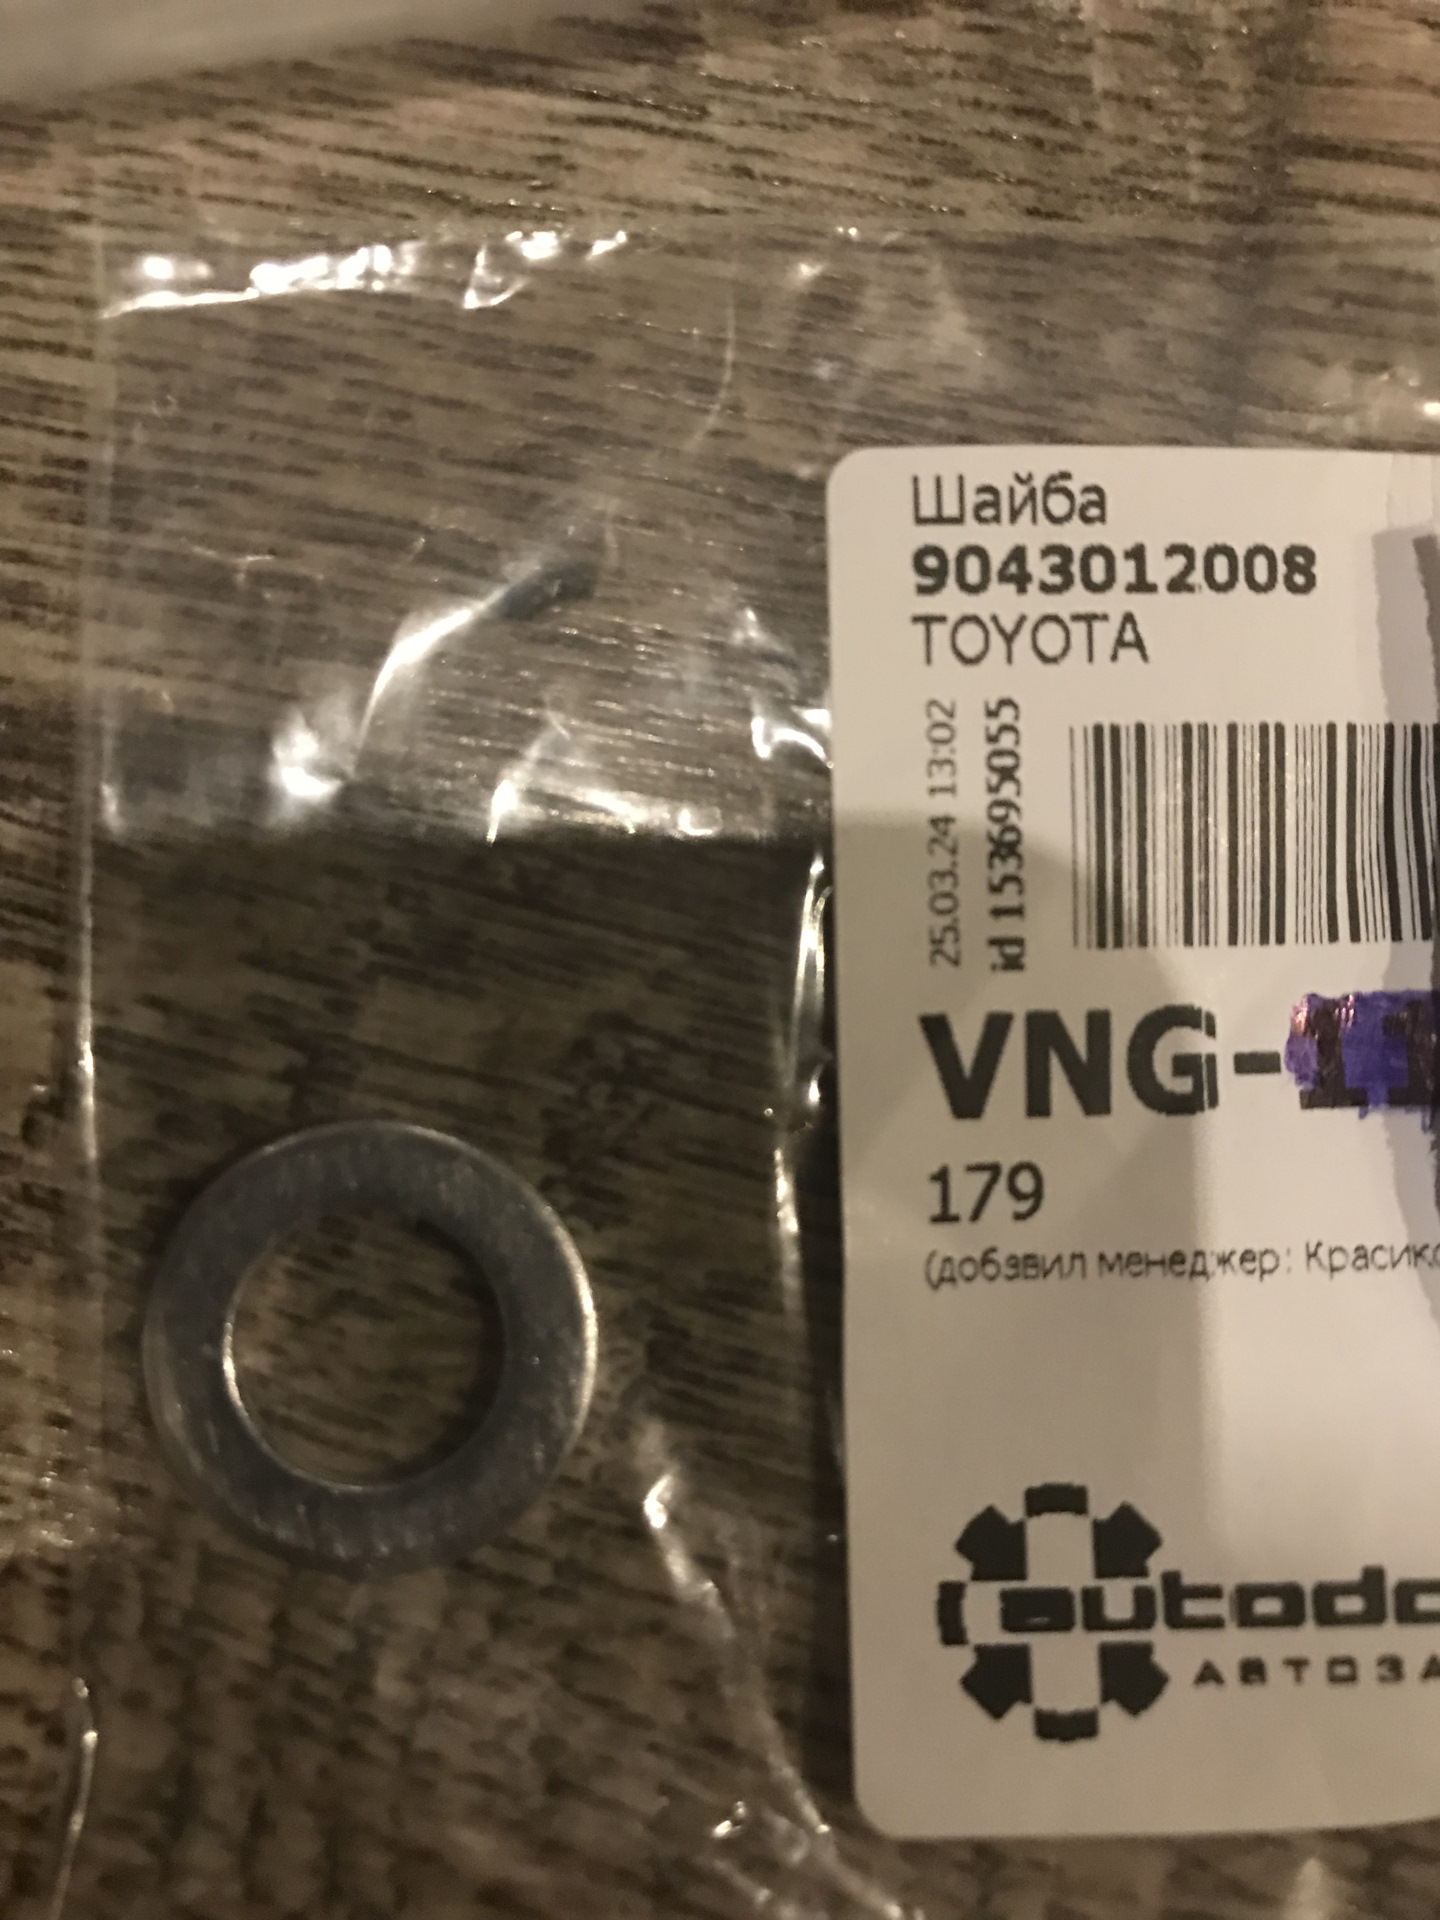 Шайба
9043012008
TOYOTA
25.03.24 13:02
id 153695055
VNG-
179
(добавил менеджер: Красико
autodo
АВТОЗА